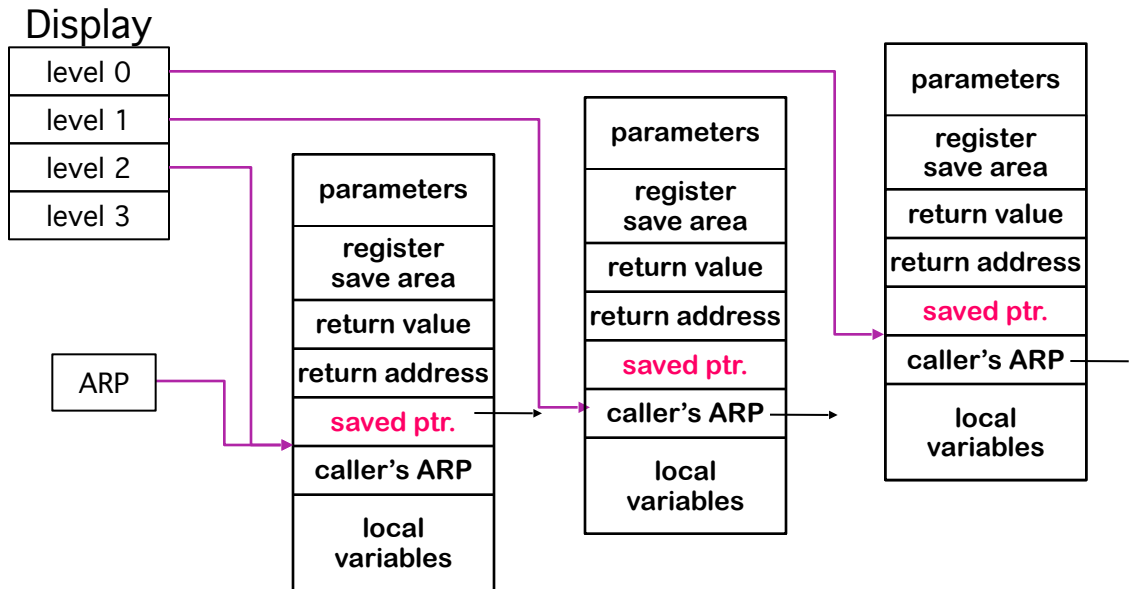 Display
level 0
level 1
level 2
level 3
ARP
parameters
register
save area
return value
return address
saved ptr.
caller's ARP
local
variables
parameters
register
save area
return value
return address
saved ptr.
caller's ARP
local
variables
parameters
register
save area
return value
return address
saved ptr.
caller's ARP
local
variables